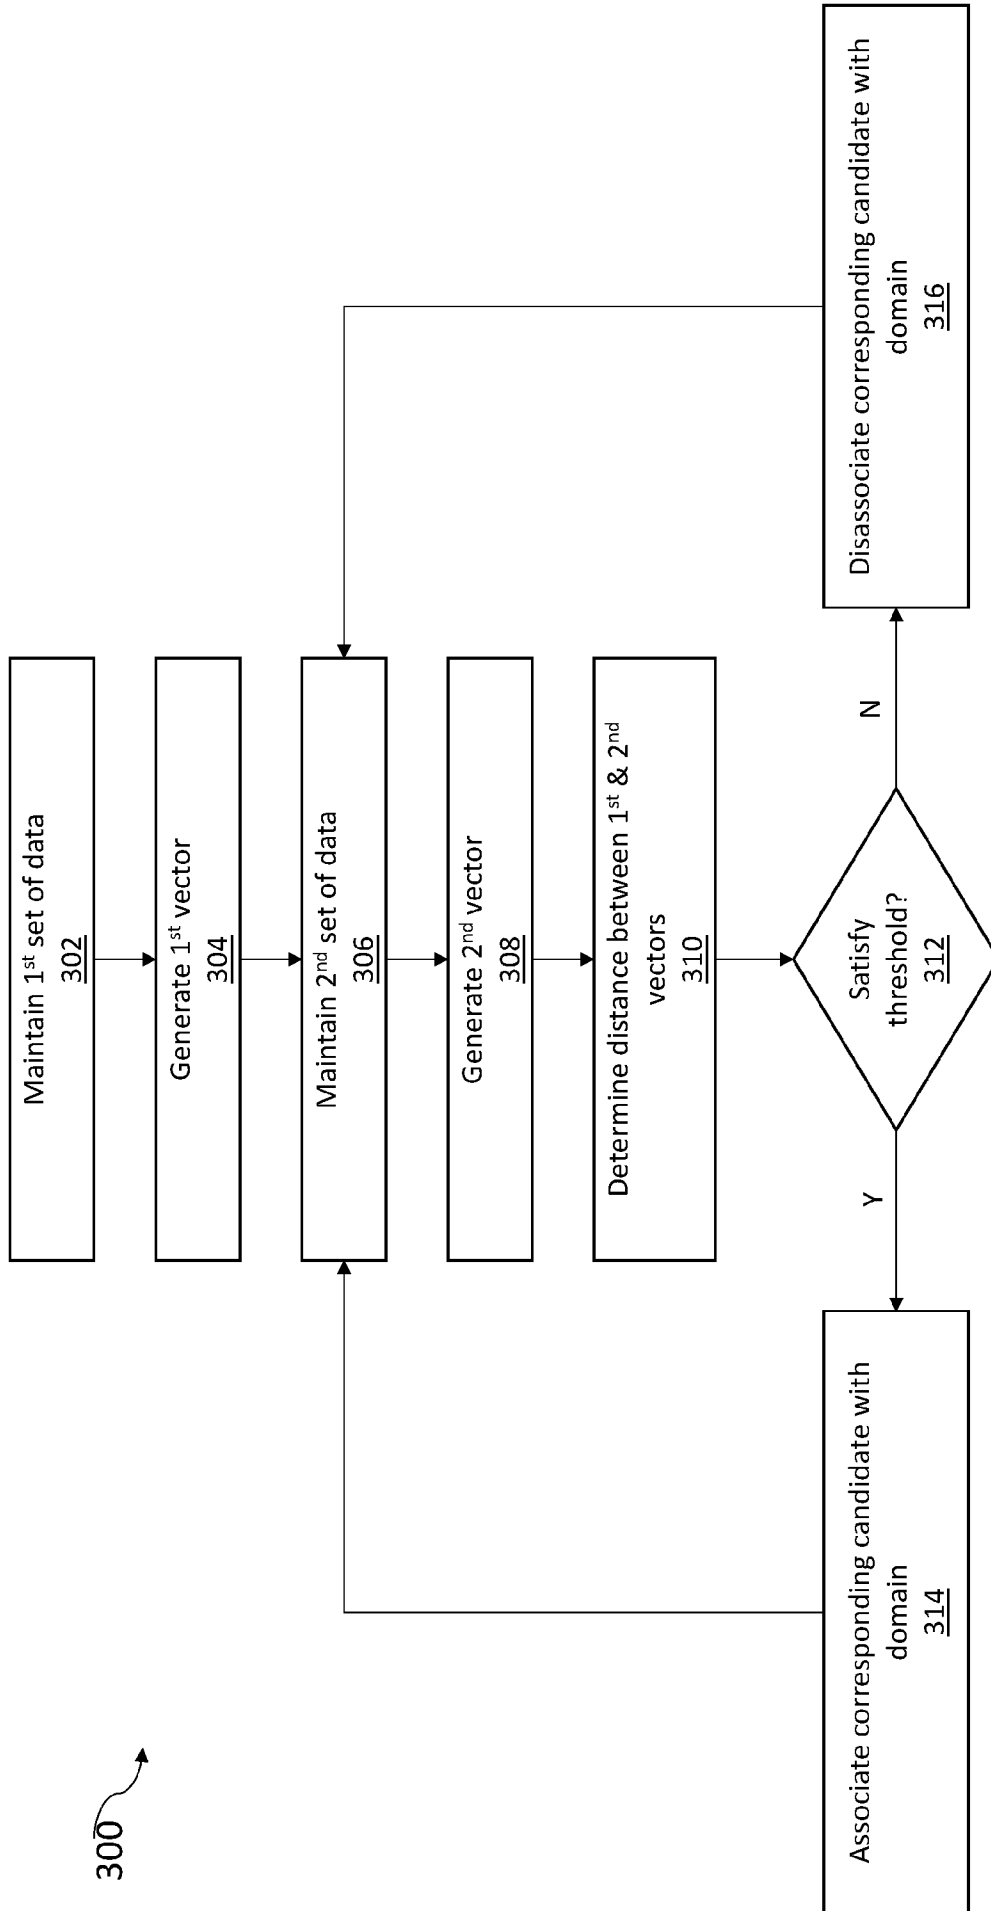 300
Maintain 1st set of data
302
Generate 1st vector
304
Maintain 2nd set of data
306
Generate 2nd vector
308
Determine distance between 1st & 2nd
vectors
310
Satisfy
threshold?
312
Y
N
Associate corresponding candidate with
domain
314
Disassociate corresponding candidate with
domain
316